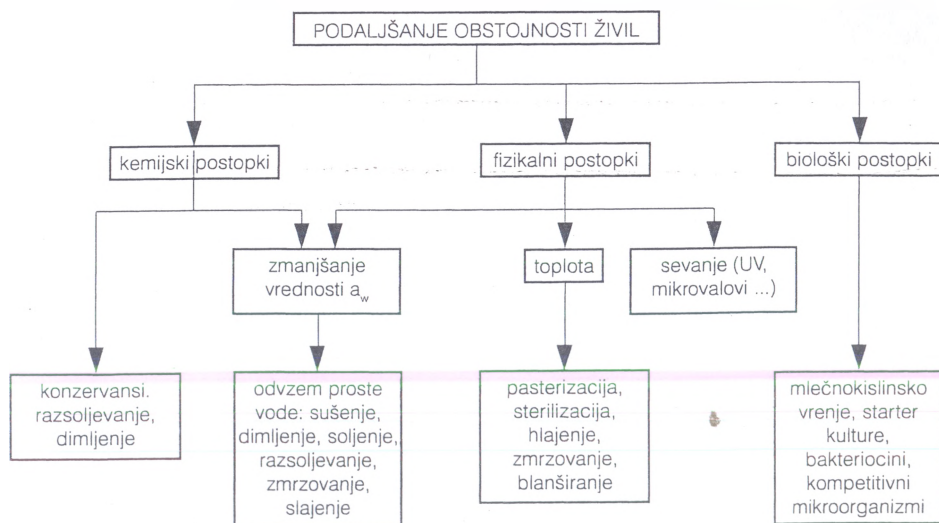 PODALJŠANJE OBSTOJNOSTI ŽIVIL
kemijski postopki
fizikalni postopki
biološki postopki
zmanjšanje
vrednosti a_w
toplota
sevanje (UV,
mikrovalovi ...)
konzervansi.
razsoljevanje,
dimljenje
odvzem proste
vode: sušenje,
dimljenje, soljenje,
razsoljevanje,
zmrzovanje,
slajenje
pasterizacija,
sterilizacija,
hlajenje,
zmrzovanje,
blanširanje
mlečnokislinsko
vrenje, starter
kulture,
bakteriocini,
kompetitivni
mikroorganizmi